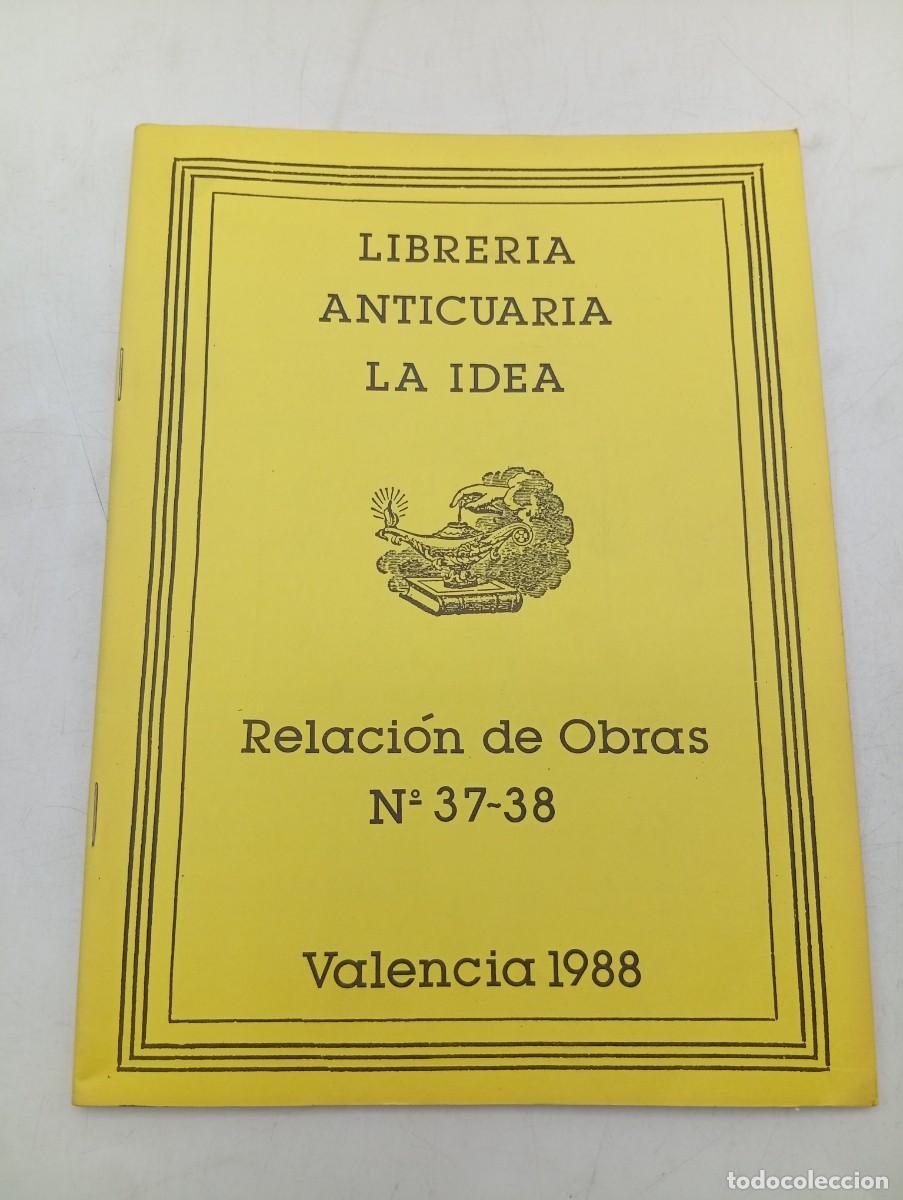 LIBRERIA
ANTICUARIA
LA IDEA
Relación de Obras
Nº 37-38
Valencia 1988
todocoleccion